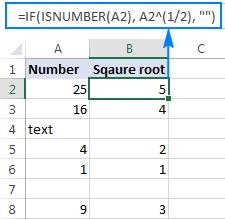 =IF(ISNUMBER(A2), A2^(1/2), "")
A B C
1 Number Sqaure root
2 25 5
3 16 4
4 text
5 4 2
6 1 1
7
8 9 3